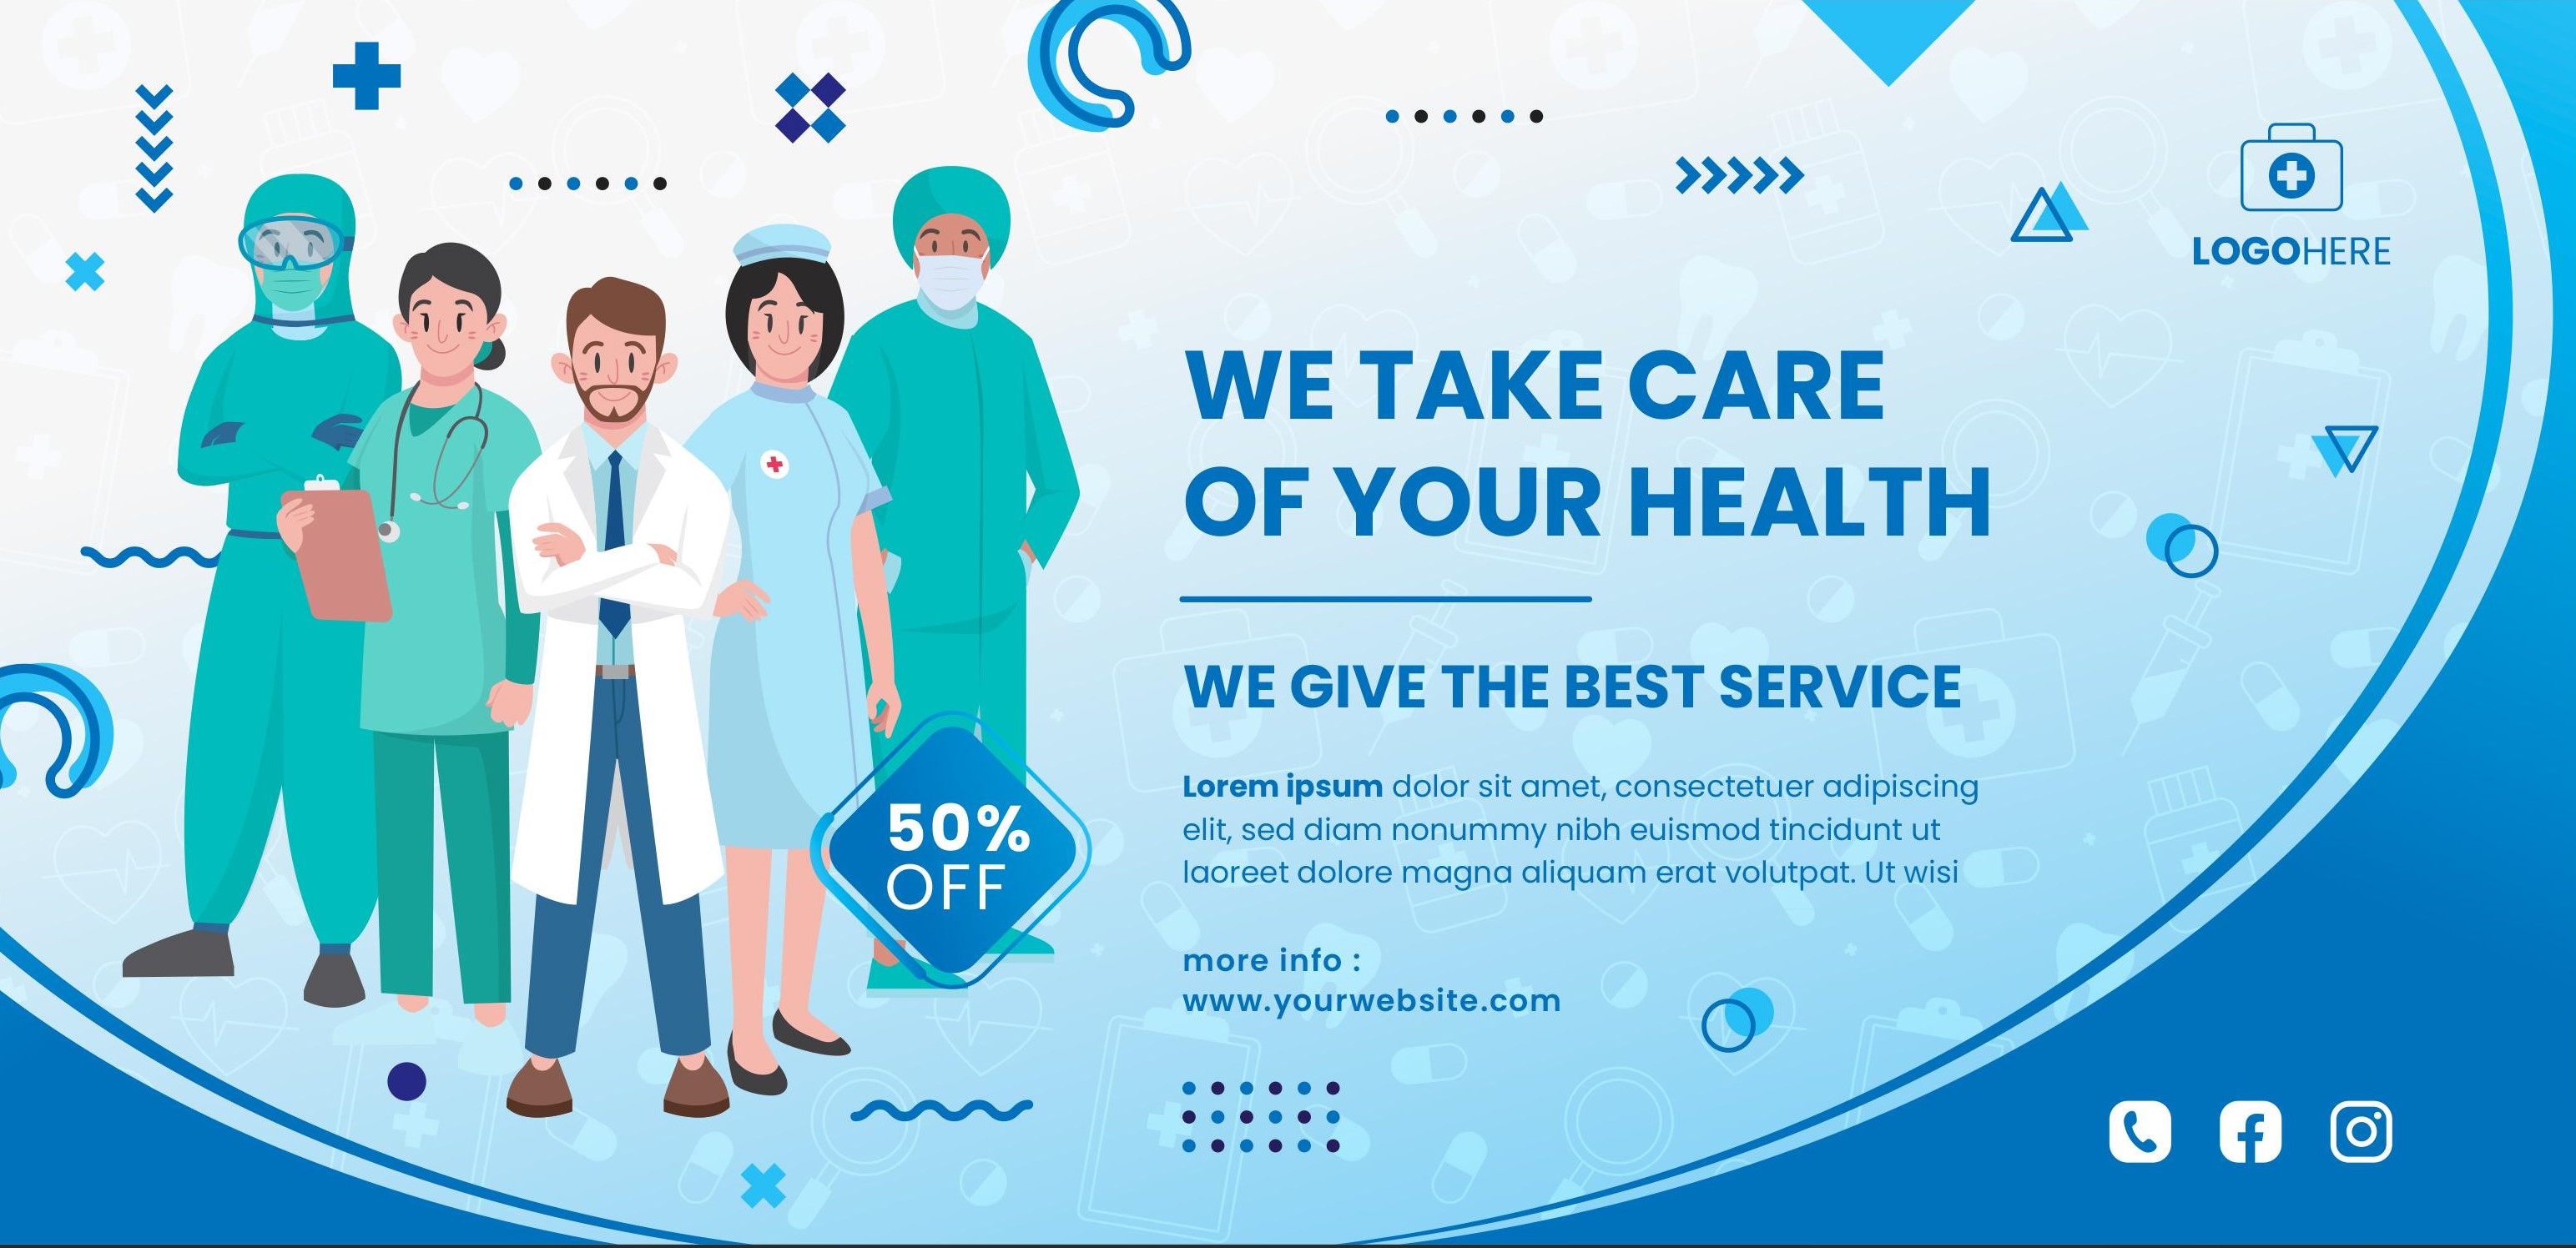 LOGOHERE
WE TAKE CARE
OF YOUR HEALTH
WE GIVE THE BEST SERVICE
Lorem ipsum dolor sit amet, consectetuer adipiscing
elit, sed diam nonummy nibh euismod tincidunt ut
laoreet dolore magna aliquam erat volutpat. Ut wisi
50%
OFF
more info :
www.yourwebsite.com